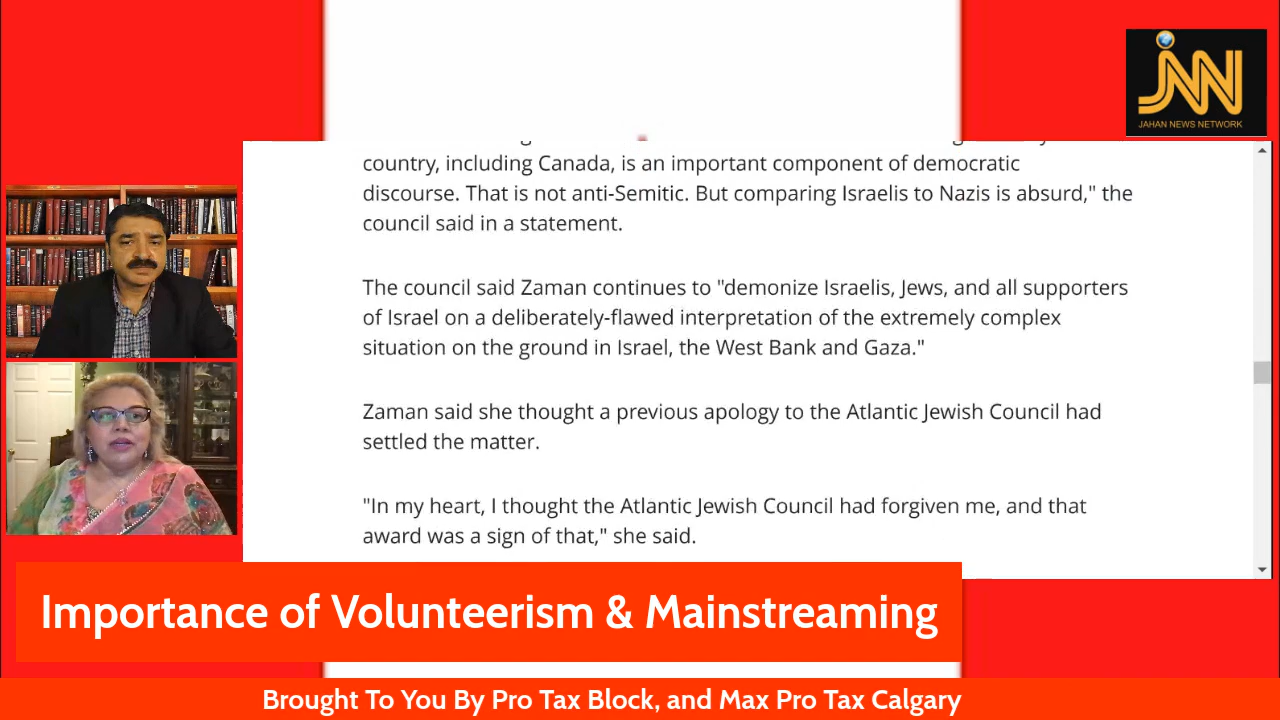 JNN
JAHAN NEWS NETWORK
country, including Canada, is an important component of democratic
discourse. That is not anti-Semitic. But comparing Israelis to Nazis is absurd," the
council said in a statement.
The council said Zaman continues to "demonize Israelis, Jews, and all supporters
of Israel on a deliberately-flawed interpretation of the extremely complex
situation on the ground in Israel, the West Bank and Gaza."
Zaman said she thought a previous apology to the Atlantic Jewish Council had
settled the matter.
"In my heart, I thought the Atlantic Jewish Council had forgiven me, and that
award was a sign of that," she said.
Importance of Volunteerism & Mainstreaming
Brought To You By Pro Tax Block, and Max Pro Tax Calgary